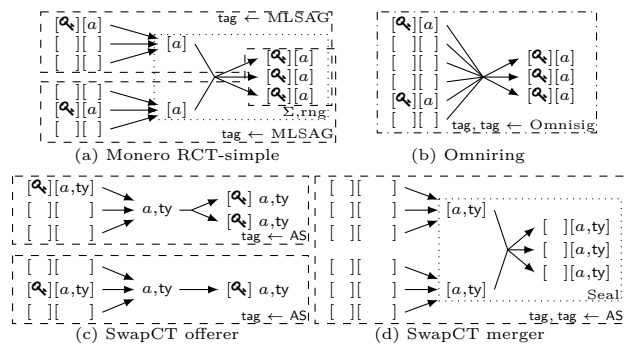 tag ← MLSAG
[🔑][a]
[ ][ ]
[ ][ ]
[a]
[🔑][a]
[🔑][a]
[🔑][a]
[ ][ ]
[🔑][a]
[ ][ ]
[a]
Σ,rng
tag ← MLSAG
(a) Monero RCT-simple
[🔑][a]
[ ][ ]
[ ][ ]
[ ][ ]
[🔑][a]
[ ][ ]
[🔑][a]
[🔑][a]
[🔑][a]
tag, tag ← Omnisig
(b) Omniring
[🔑][a,ty]
[ ][ ]
[ ][ ]
a,ty
[🔑] a,ty
[🔑] a,ty
tag ← AS
[ ][ ]
[🔑][a,ty]
[ ][ ]
a,ty
[🔑] a,ty
tag ← AS
(c) SwapCT offerer
[ ][ ]
[ ][ ]
[ ][ ]
[a,ty]
[ ][a,ty]
[ ][a,ty]
[ ][a,ty]
[ ][ ]
[ ][ ]
[ ][ ]
[a,ty]
Seal
tag, tag ← AS
(d) SwapCT merger